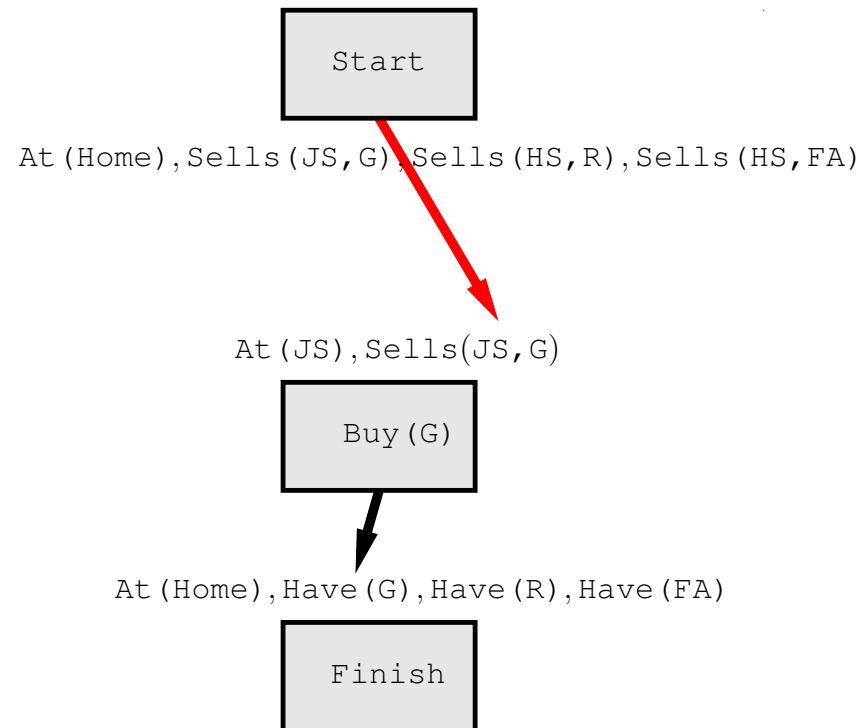 Start
At(Home),Sells(JS,G),Sells(HS,R),Sells(HS,FA)
At(JS),Sells(JS,G)
Buy(G)
At(Home),Have(G),Have(R),Have(FA)
Finish